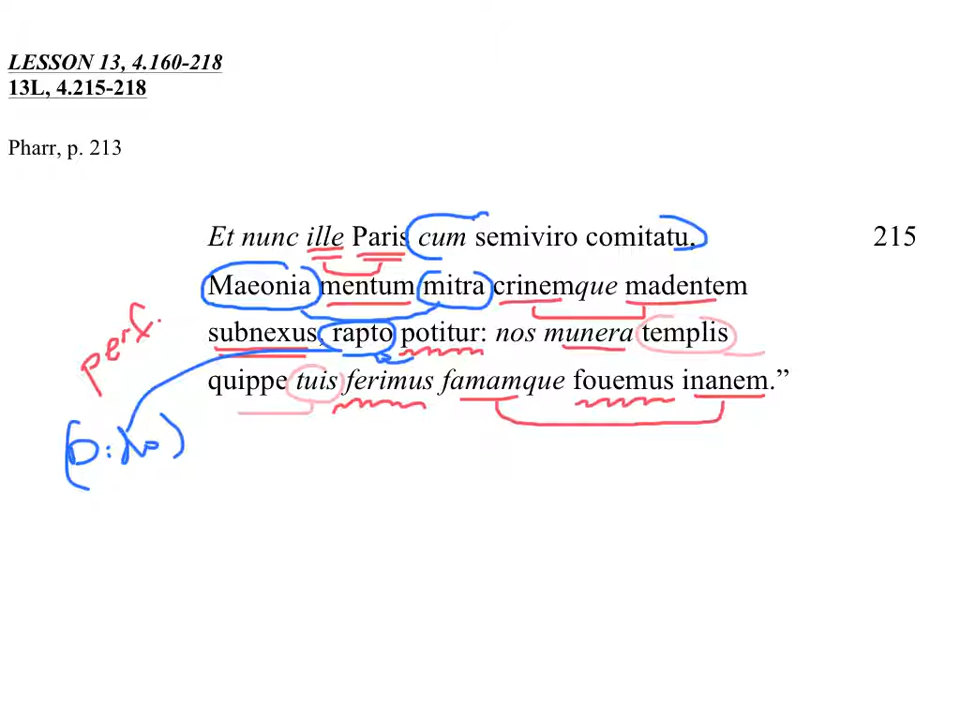 LESSON 13, 4.160-218
13L, 4.215-218
Pharr, p. 213
Et nunc ille Paris cum semiviro comitatu, 215
Maeonia mentum mitra crinemque madentem
subnexus, rapto potitur: nos munera templis
quippe tuis ferimus famamque fouemus inanem.”
perf.